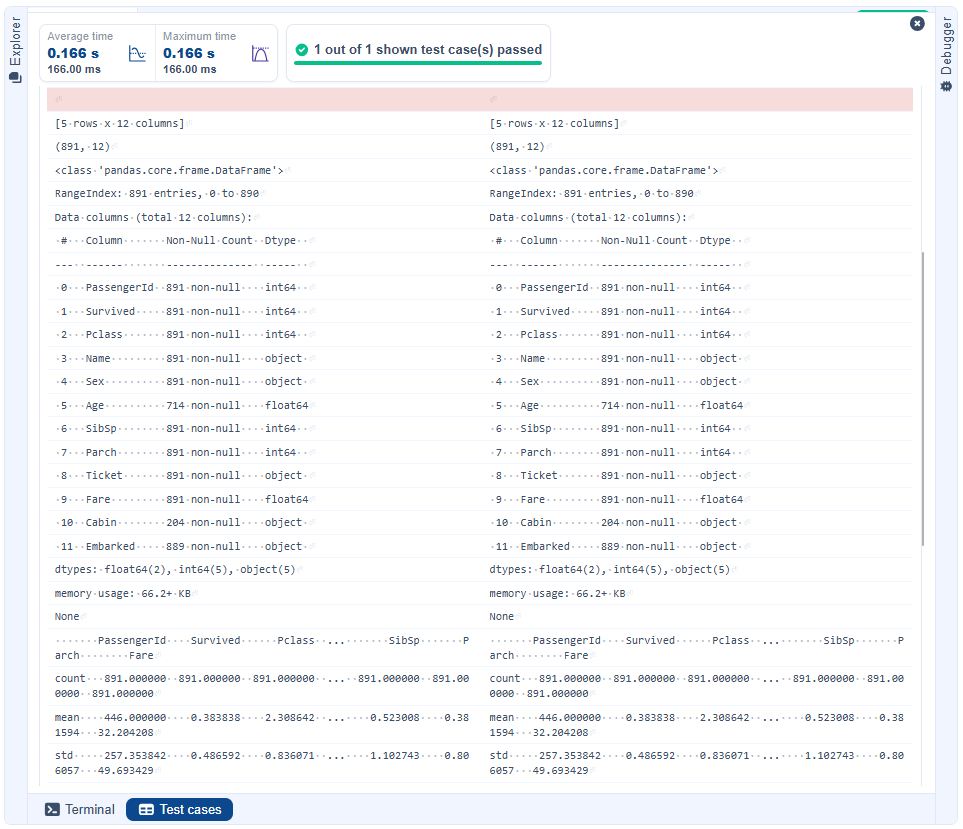 Explorer
Average time
0.166 s
166.00 ms
Maximum time
0.166 s
166.00 ms
1 out of 1 shown test case(s) passed
Debugger
[5·rows·x·12·columns] [5·rows·x·12·columns]
(891,·12) (891,·12)
<class·'pandas.core.frame.DataFrame'> <class·'pandas.core.frame.DataFrame'>
RangeIndex:·891·entries,·0·to·890 RangeIndex:·891·entries,·0·to·890
Data·columns·(total·12·columns): Data·columns·(total·12·columns):
·#···Column·······Non-Null·Count··Dtype·· ·#···Column·······Non-Null·Count··Dtype··
---··------·······--------------··-----·· ---··------·······--------------··-----··
·0···PassengerId··891·non-null····int64·· ·0···PassengerId··891·non-null····int64··
·1···Survived·····891·non-null····int64·· ·1···Survived·····891·non-null····int64··
·2···Pclass·······891·non-null····int64·· ·2···Pclass·······891·non-null····int64··
·3···Name·········891·non-null····object· ·3···Name·········891·non-null····object·
·4···Sex··········891·non-null····object· ·4···Sex··········891·non-null····object·
·5···Age··········714·non-null····float64 ·5···Age··········714·non-null····float64
·6···SibSp········891·non-null····int64·· ·6···SibSp········891·non-null····int64··
·7···Parch········891·non-null····int64·· ·7···Parch········891·non-null····int64··
·8···Ticket·······891·non-null····object· ·8···Ticket·······891·non-null····object·
·9···Fare·········891·non-null····float64 ·9···Fare·········891·non-null····float64
·10··Cabin········204·non-null····object· ·10··Cabin········204·non-null····object·
·11··Embarked·····889·non-null····object· ·11··Embarked·····889·non-null····object·
dtypes:·float64(2),·int64(5),·object(5) dtypes:·float64(2),·int64(5),·object(5)
memory·usage:·66.2+·KB memory·usage:·66.2+·KB
None None
·······PassengerId····Survived······Pclass··...·······SibSp·······P ·······PassengerId····Survived······Pclass··...·······SibSp·······P
arch········Fare arch········Fare
count···891.000000··891.000000··891.000000··...··891.000000··891.00 count···891.000000··891.000000··891.000000··...··891.000000··891.00
0000··891.000000 0000··891.000000
mean····446.000000····0.383838····2.308642··...····0.523008····0.38 mean····446.000000····0.383838····2.308642··...····0.523008····0.38
1594···32.204208 1594···32.204208
std·····257.353842····0.486592····0.836071··...····1.102743····0.80 std·····257.353842····0.486592····0.836071··...····1.102743····0.80
6057···49.693429 6057···49.693429
Terminal Test cases